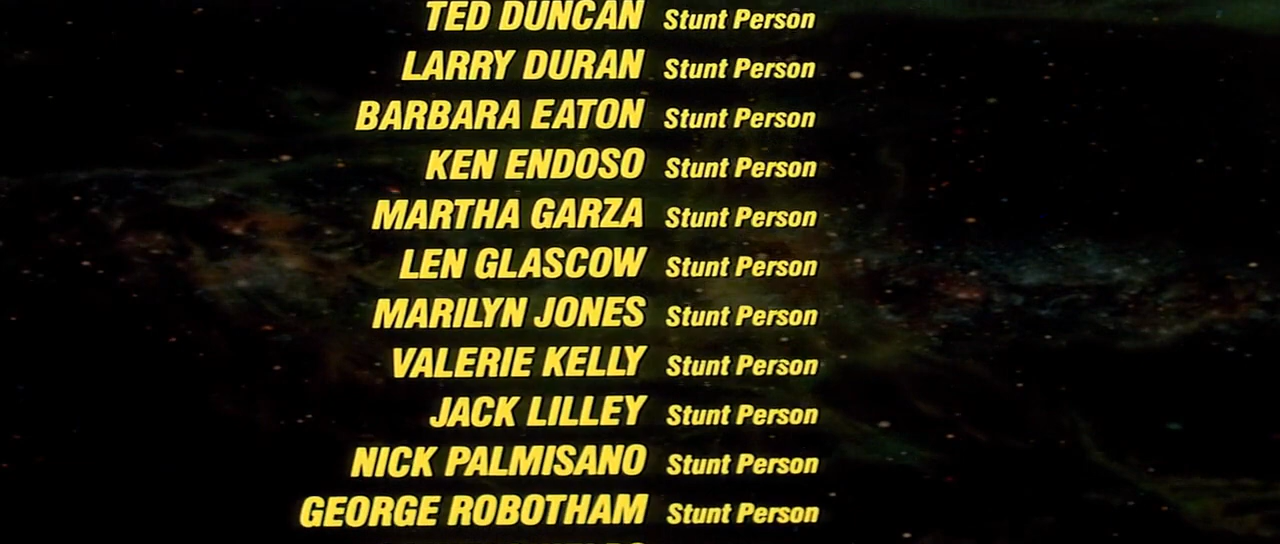 TED DUNCAN Stunt Person
LARRY DURAN Stunt Person
BARBARA EATON Stunt Person
KEN ENDOSO Stunt Person
MARTHA GARZA Stunt Person
LEN GLASCOW Stunt Person
MARILYN JONES Stunt Person
VALERIE KELLY Stunt Person
JACK LILLEY Stunt Person
NICK PALMISANO Stunt Person
GEORGE ROBOTHAM Stunt Person